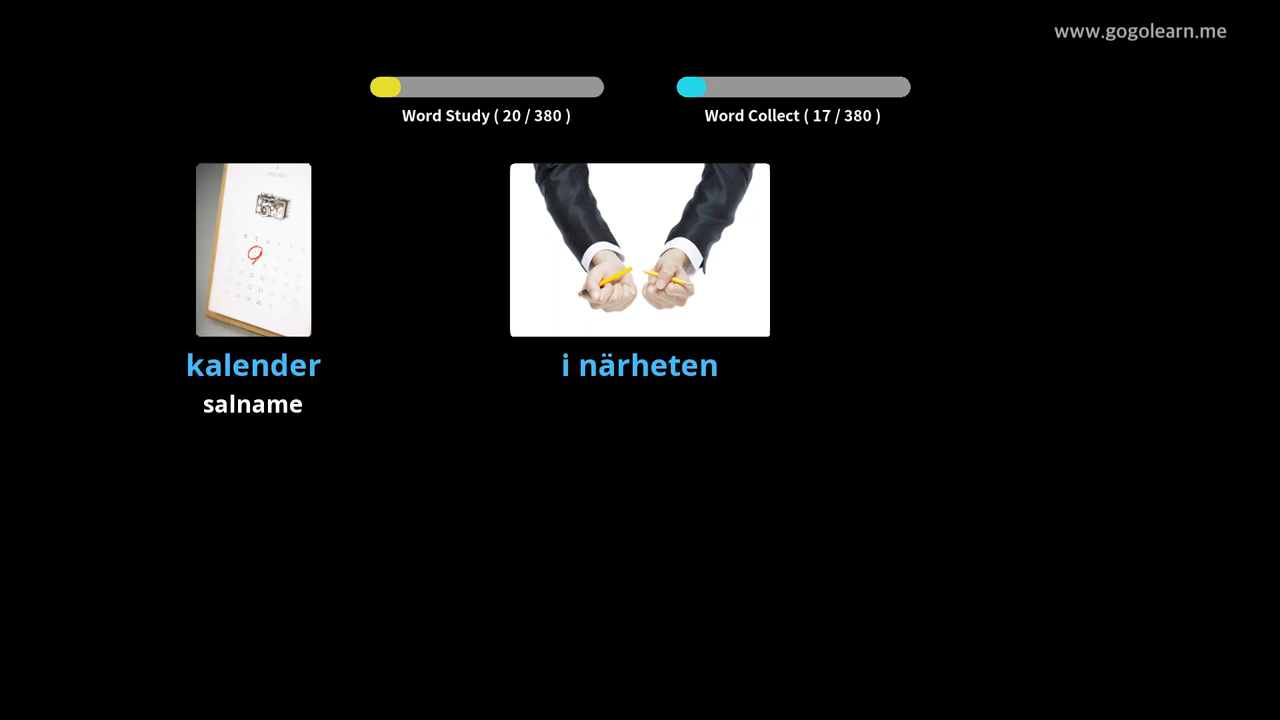 www.gogolearn.me
Word Study ( 20 / 380 )
Word Collect ( 17 / 380 )
kalender
i närheten
salname